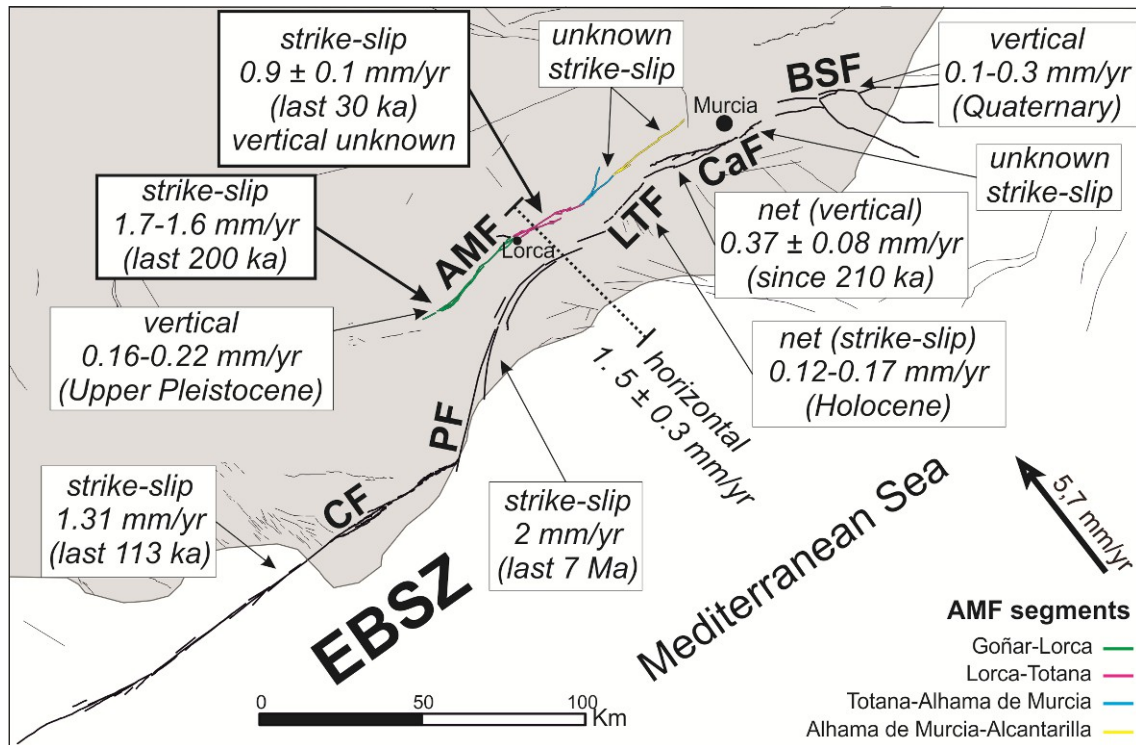 strike-slip
0.9 ± 0.1 mm/yr
(last 30 ka)
vertical unknown
unknown
strike-slip
BSF
vertical
0.1-0.3 mm/yr
(Quaternary)
Murcia
CaF
unknown
strike-slip
strike-slip
1.7-1.6 mm/yr
(last 200 ka)
AMF
Lorca
LTF
net (vertical)
0.37 ± 0.08 mm/yr
(since 210 ka)
vertical
0.16-0.22 mm/yr
(Upper Pleistocene)
horizontal
1. 5 ± 0.3 mm/yr
net (strike-slip)
0.12-0.17 mm/yr
(Holocene)
PF
strike-slip
1.31 mm/yr
(last 113 ka)
CF
strike-slip
2 mm/yr
(last 7 Ma)
EBSZ
Mediterranean Sea
5,7 mm/yr
AMF segments
Goñar-Lorca
Lorca-Totana
Totana-Alhama de Murcia
Alhama de Murcia-Alcantarilla
0 50 100
Km